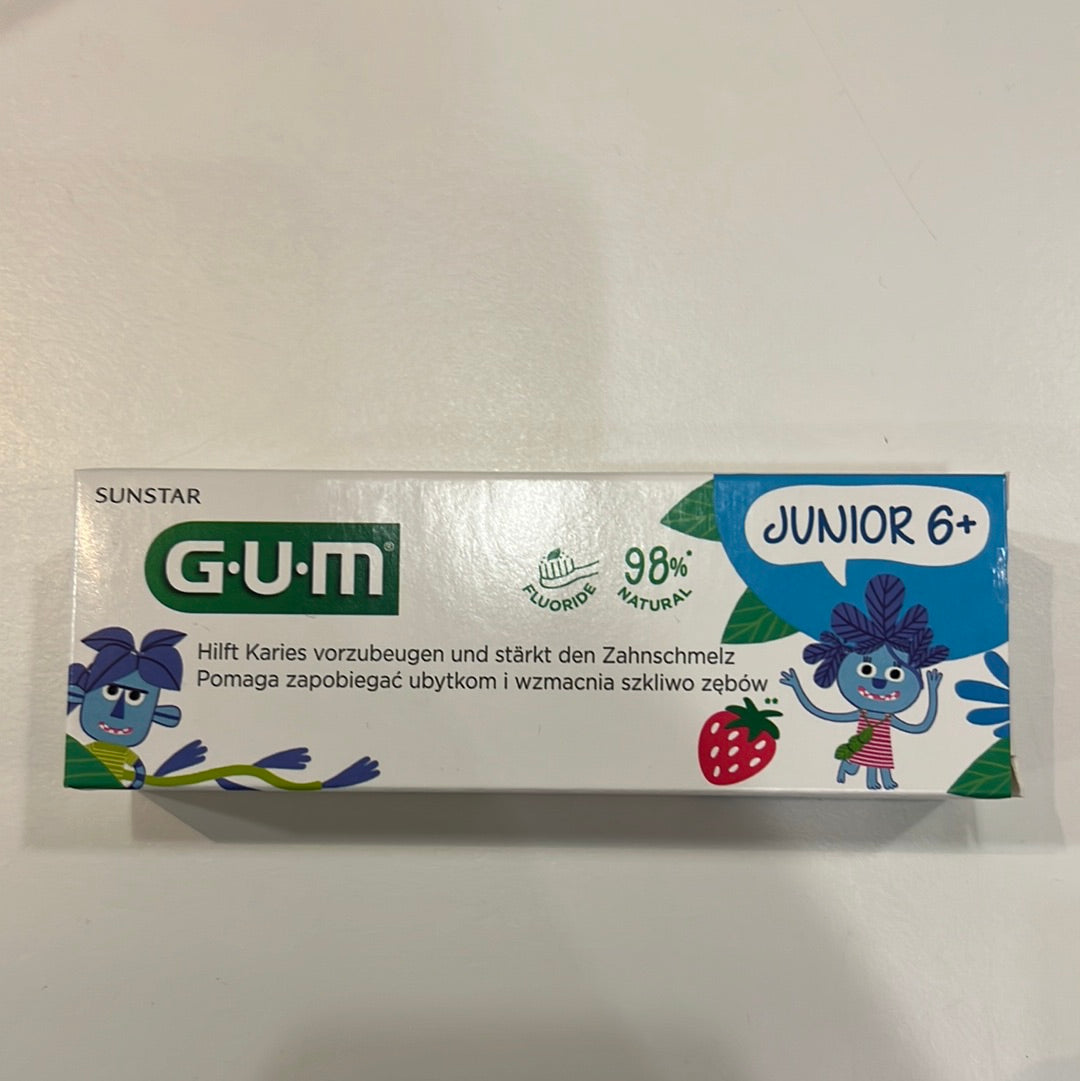 SUNSTAR
G·U·M®
FLUORIDE
98%*
NATURAL
JUNIOR 6+
Hilft Karies vorzubeugen und stärkt den Zahnschmelz
Pomaga zapobiegać ubytkom i wzmacnia szkliwo zębów